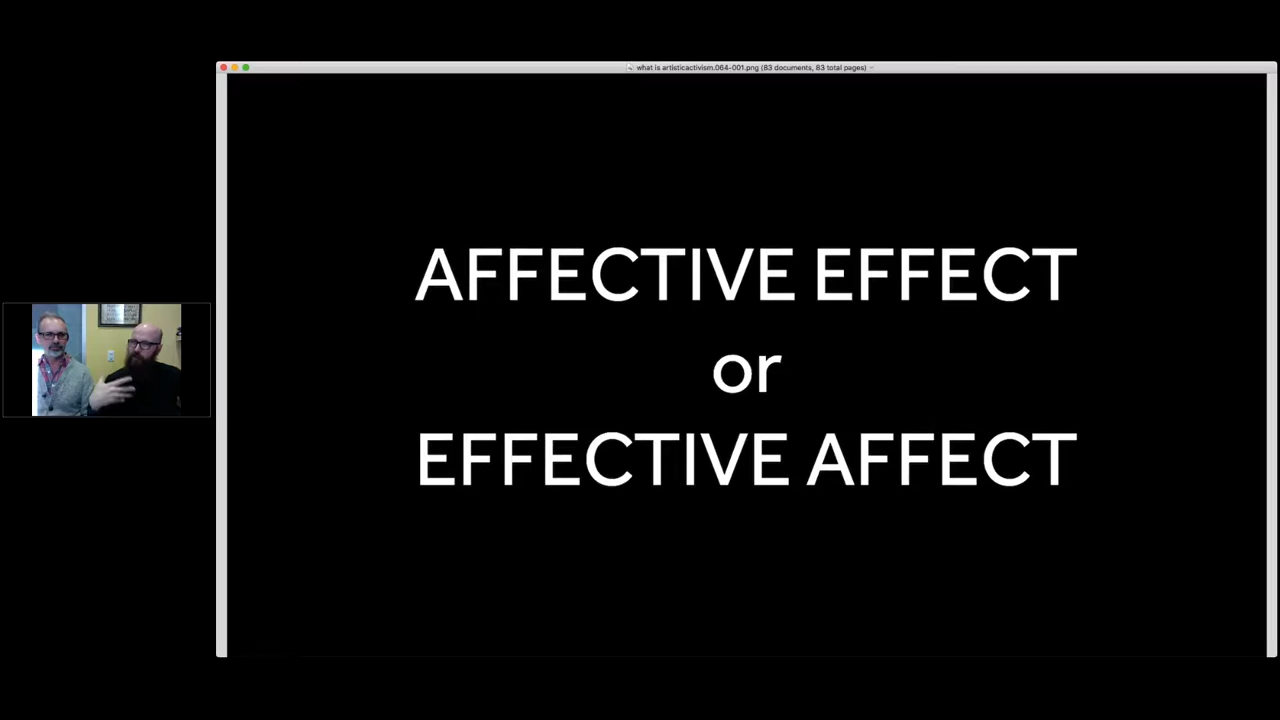 what is artisticactivism.064-001.png (83 documents, 83 total pages)
AFFECTIVE EFFECT
or
EFFECTIVE AFFECT